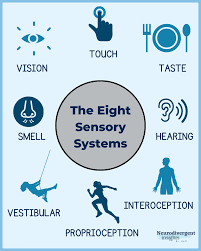 TOUCH
VISION
TASTE
The Eight
Sensory
Systems
SMELL
HEARING
VESTIBULAR
INTEROCEPTION
PROPRIOCEPTION
Neurodivergent
Insights